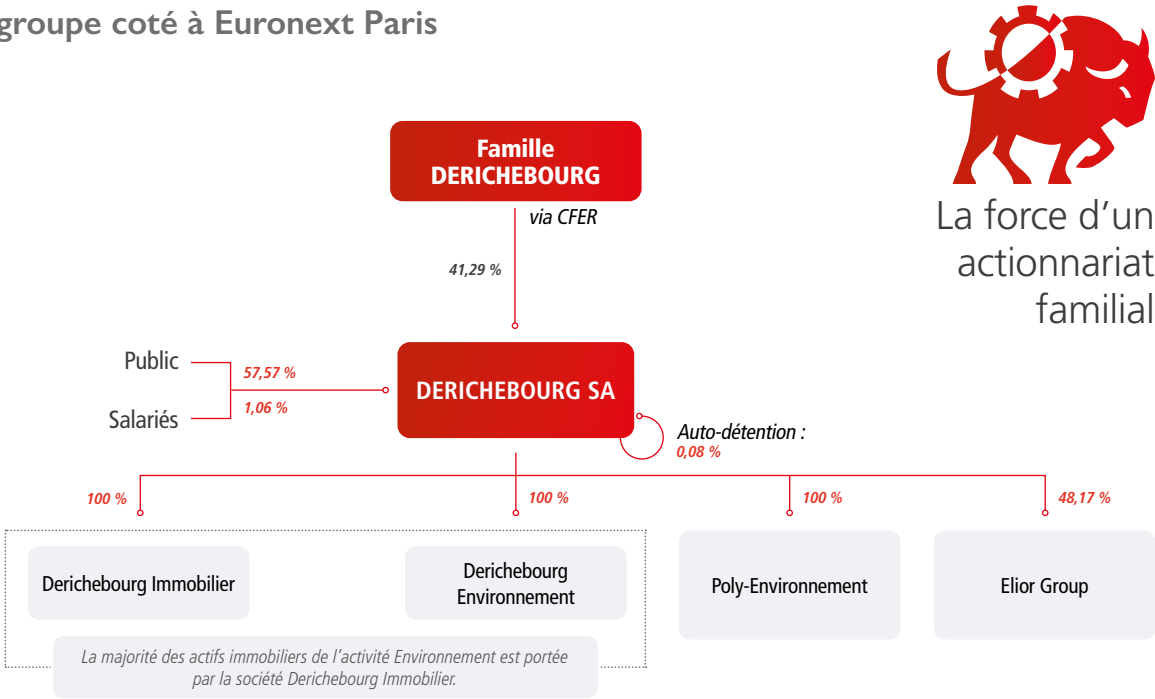 groupe coté à Euronext Paris
La force d’un
actionnariat
familial
Famille
DERICHEBOURG
via CFER
41,29 %
Public
57,57 %
Salariés
1,06 %
DERICHEBOURG SA
Auto-détention :
0,08 %
100 %
100 %
100 %
48,17 %
Derichebourg Immobilier
Derichebourg
Environnement
Poly-Environnement
Elior Group
La majorité des actifs immobiliers de l’activité Environnement est portée
par la société Derichebourg Immobilier.